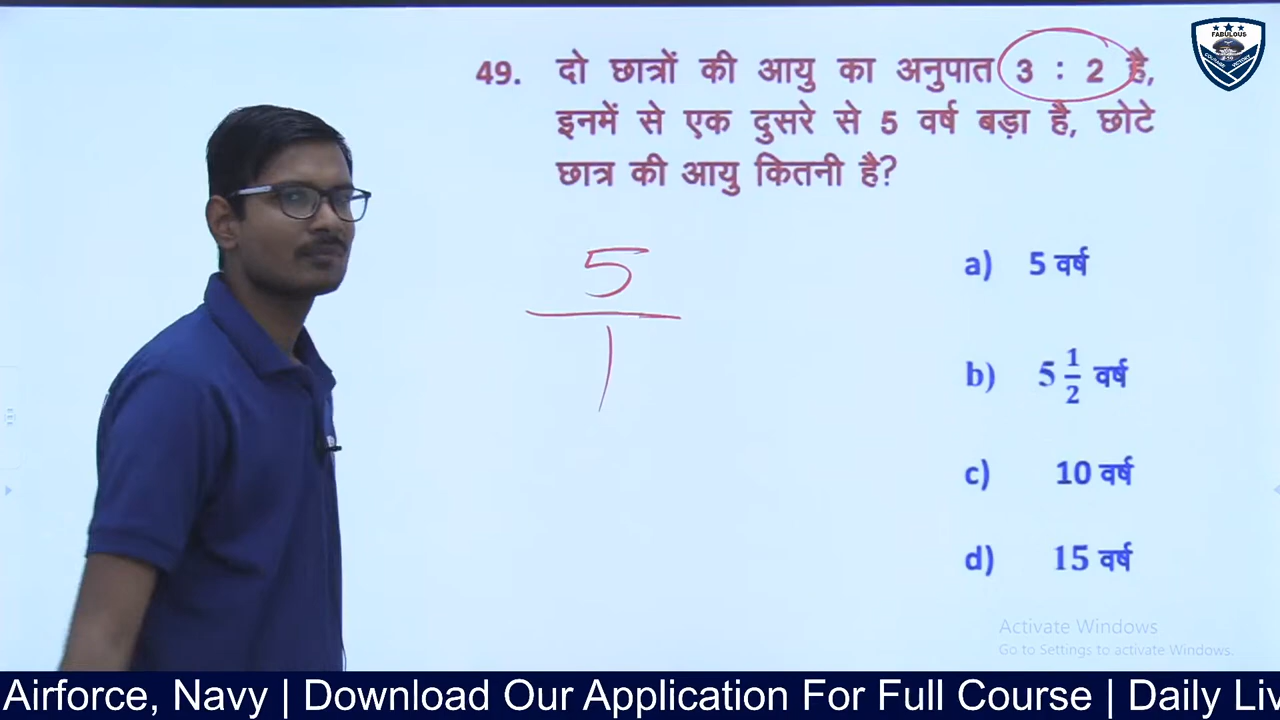 FABULOUS
49. दो छात्रों की आयु का अनुपात 3 : 2 है,
इनमें से एक दुसरे से 5 वर्ष बड़ा है, छोटे
छात्र की आयु कितनी है?
5
1
a) 5 वर्ष
b) 5 1/2 वर्ष
c) 10 वर्ष
d) 15 वर्ष
Activate Windows
Go to Settings to activate Windows.
Airforce, Navy | Download Our Application For Full Course | Daily Liv